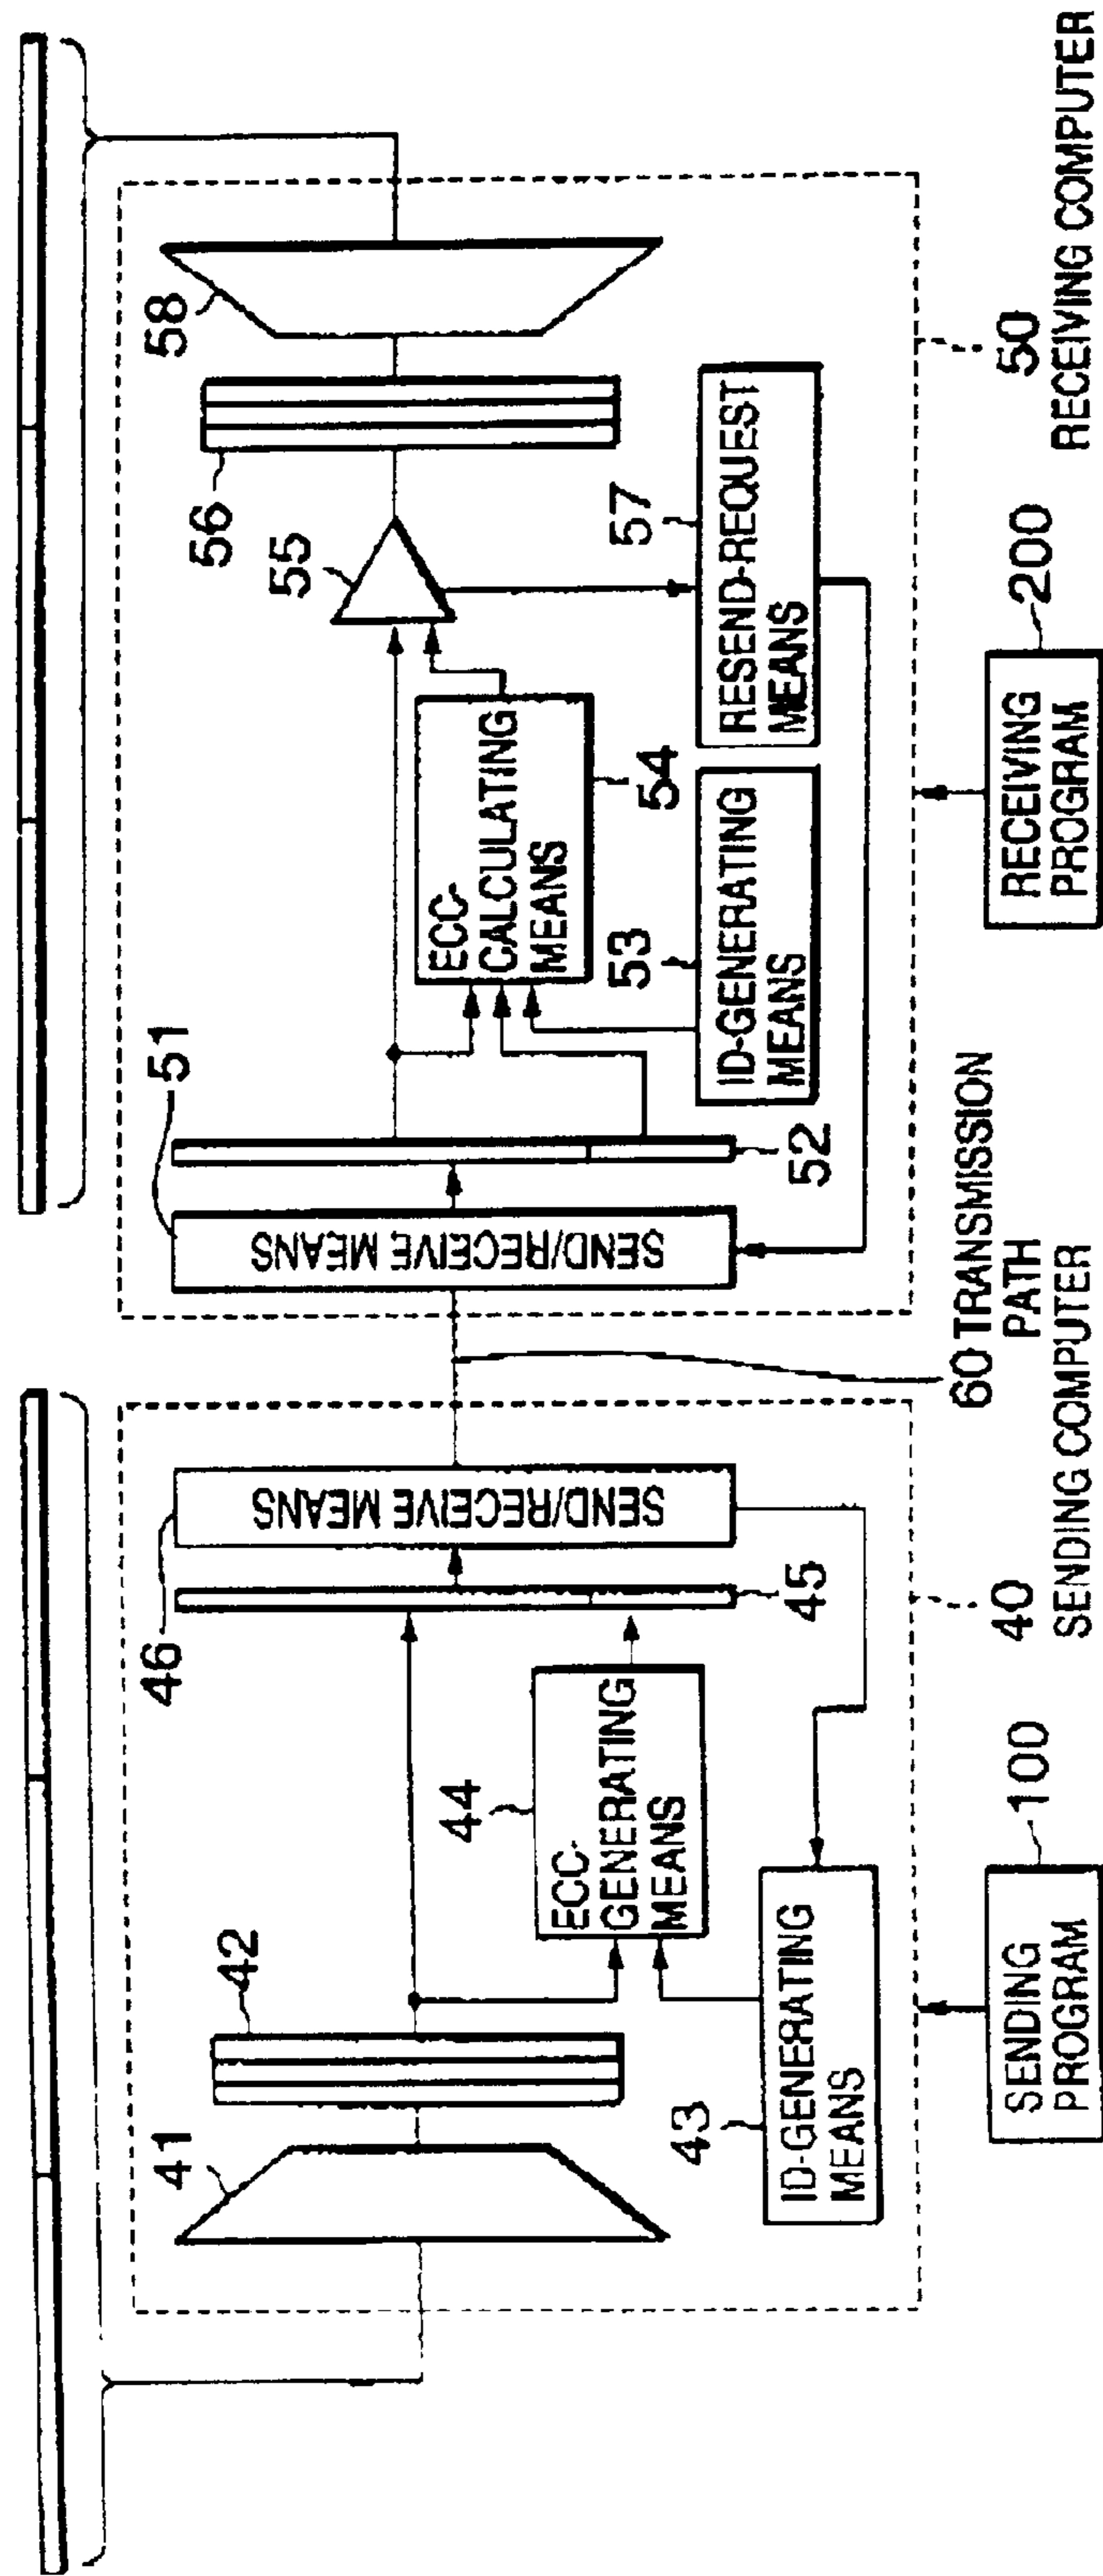 41
42
43
ID-GENERATING
MEANS
44
ECC-
GENERATING
MEANS
45
46
SEND/RECEIVE MEANS
40
SENDING COMPUTER
100
SENDING
PROGRAM
60 TRANSMISSION
PATH
51
SEND/RECEIVE MEANS
52
53
ID-GENERATING
MEANS
ECC-
CALCULATING
MEANS
54
55
56
57
RESEND-REQUEST
MEANS
58
50
RECEIVING COMPUTER
200
RECEIVING
PROGRAM